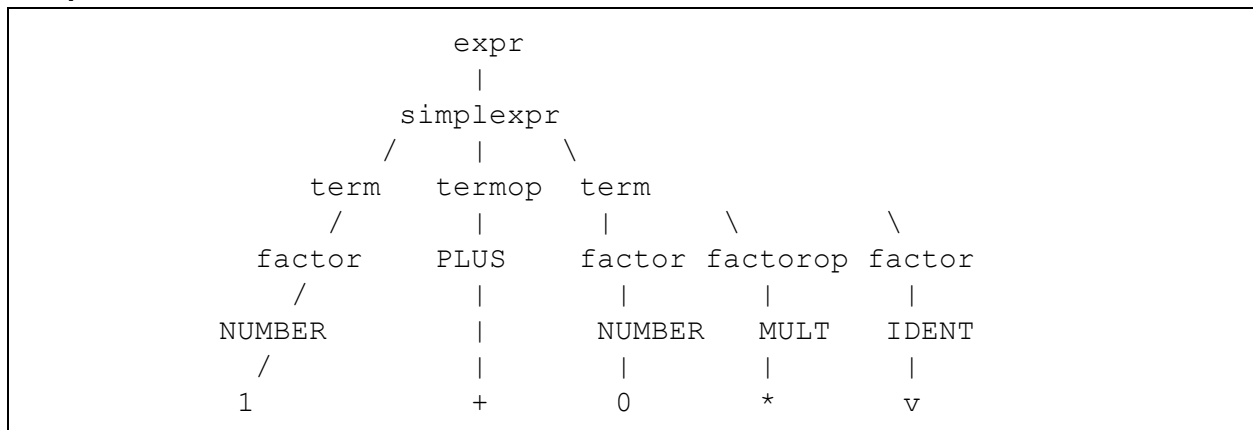 expr
|
simplexpr
/ | \
term termop term
/ | | \ \
factor PLUS factor factorop factor
/ | | | |
NUMBER | NUMBER MULT IDENT
/ | | | |
1 + 0 * v